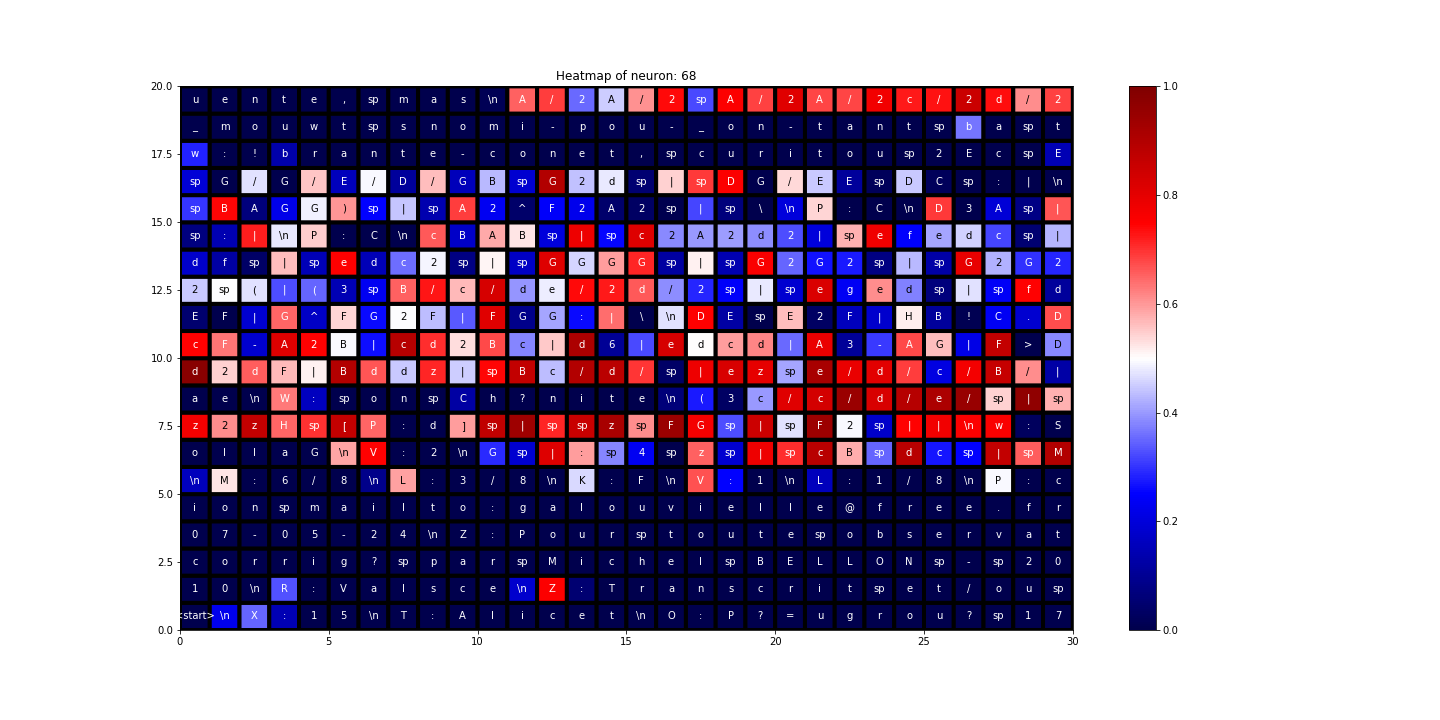 Heatmap of neuron: 68
20.0 u e n t e , sp m a s \n A / 2 A / 2 sp A / 2 A / 2 c / 2 d / 2 1.0
_ m o u w t sp s n o m i - p o u - _ o n - t a n t sp b a sp t
17.5 w : ! b r a n t e - c o n e t , sp c u r i t o u sp 2 E c sp E
sp G / G / E / D / G B sp G 2 d sp | sp D G / E E sp D C sp : | \n 0.8
15.0 sp B A G G ) sp | sp A 2 ^ F 2 A 2 sp | sp \ \n P : C \n D 3 A sp |
sp : | \n P : C \n c B A B sp | sp c 2 A 2 d 2 | sp e f e d c sp |
d f sp | sp e d c 2 sp | sp G G G G sp | sp G 2 G 2 sp | sp G 2 G 2
12.5 2 sp ( | ( 3 sp B / c / d e / 2 d / 2 sp | sp e g e d sp | sp f d 0.6
E F | G ^ F G 2 F | F G G : | \ \n D E sp E 2 F | H B ! C . D
10.0 c F - A 2 B | c d 2 B c | d 6 | e d c d | A 3 - A G | F > D
d 2 d F | B d d z | sp B c / d / sp | e z sp e / d / c / B / | 0.4
a e \n W : sp o n sp C h ? n i t e \n ( 3 c / c / d / e / sp | sp
7.5 z 2 z H sp [ P : d ] sp | sp sp z sp F G sp | sp F 2 sp | | \n w : S
o l l a G \n V : 2 \n G sp | : sp 4 sp z sp | sp c B sp d c sp | sp M
5.0 \n M : 6 / 8 \n L : 3 / 8 \n K : F \n V : 1 \n L : 1 / 8 \n P : c 0.2
i o n sp m a i l t o : g a l o u v i e l l e @ f r e e . f r
0 7 - 0 5 - 2 4 \n Z : P o u r sp t o u t e sp o b s e r v a t
2.5 c o r r i g ? sp p a r sp M i c h e l sp B E L L O N sp - sp 2 0
1 0 \n R : V a l s c e \n Z : T r a n s c r i t sp e t / o u sp
0.0 <start> \n X : 1 5 \n T : A l i c e t \n O : P ? = u g r o u ? sp 1 7 0.0
0 5 10 15 20 25 30